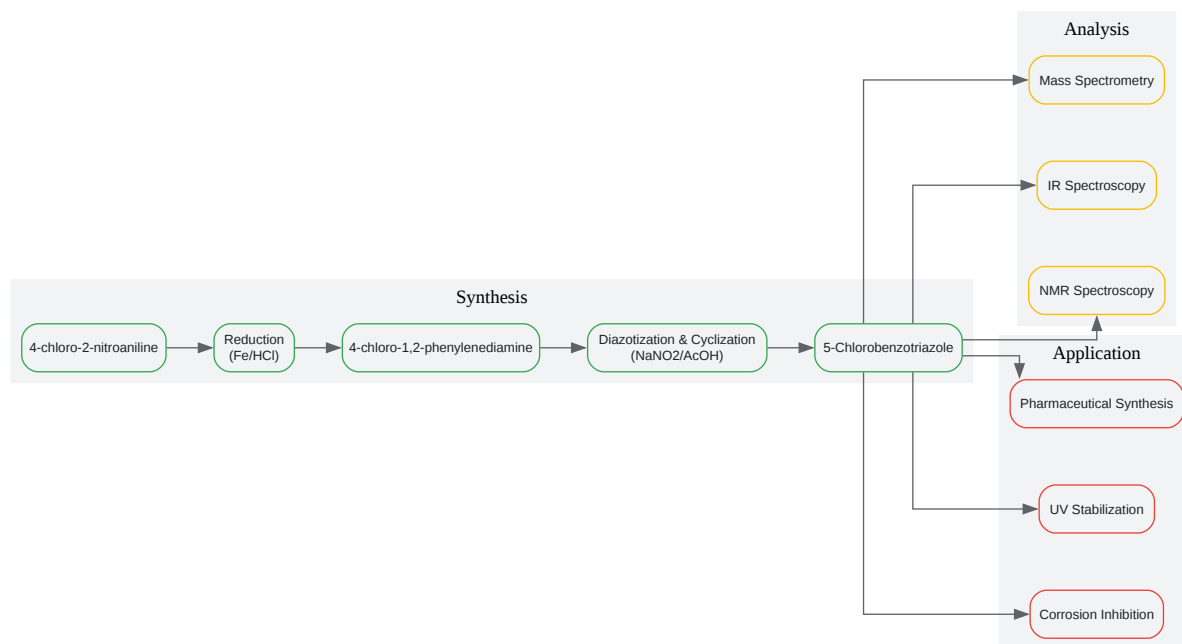 Analysis
Mass Spectrometry
IR Spectroscopy
NMR Spectroscopy
Synthesis
4-chloro-2-nitroaniline
Reduction
(Fe/HCl)
4-chloro-1,2-phenylenediamine
Diazotization & Cyclization
(NaNO2/AcOH)
5-Chlorobenzotriazole
Application
Pharmaceutical Synthesis
UV Stabilization
Corrosion Inhibition